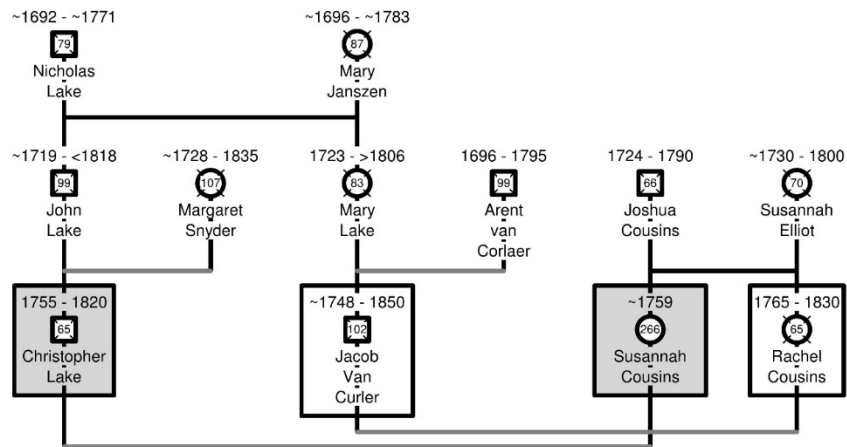 ~1692 - ~1771
79
Nicholas
Lake
~1696 - ~1783
87
Mary
Janszen
~1719 - <1818
99
John
Lake
~1728 - 1835
107
Margaret
Snyder
1723 - >1806
83
Mary
Lake
1696 - 1795
99
Arent
van
Corlaer
1724 - 1790
66
Joshua
Cousins
~1730 - 1800
70
Susannah
Elliot
1755 - 1820
65
Christopher
Lake
~1748 - 1850
102
Jacob
Van
Curler
~1759
266
Susannah
Cousins
1765 - 1830
65
Rachel
Cousins